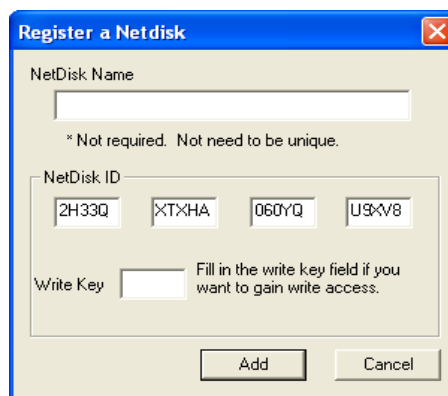 Register a Netdisk
NetDisk Name
* Not required. Not need to be unique.
NetDisk ID
2H33Q XTXHA 060YQ U9XV8
Write Key
Fill in the write key field if you
want to gain write access.
Add Cancel